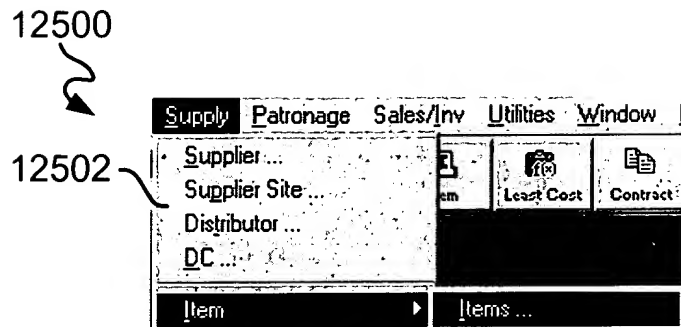 12500
Supply Patronage Sales/Inv Utilities Window
12502
Supplier ...
Supplier Site ...
Distributor ...
DC ...
Least Cost Contract
Item Items ...